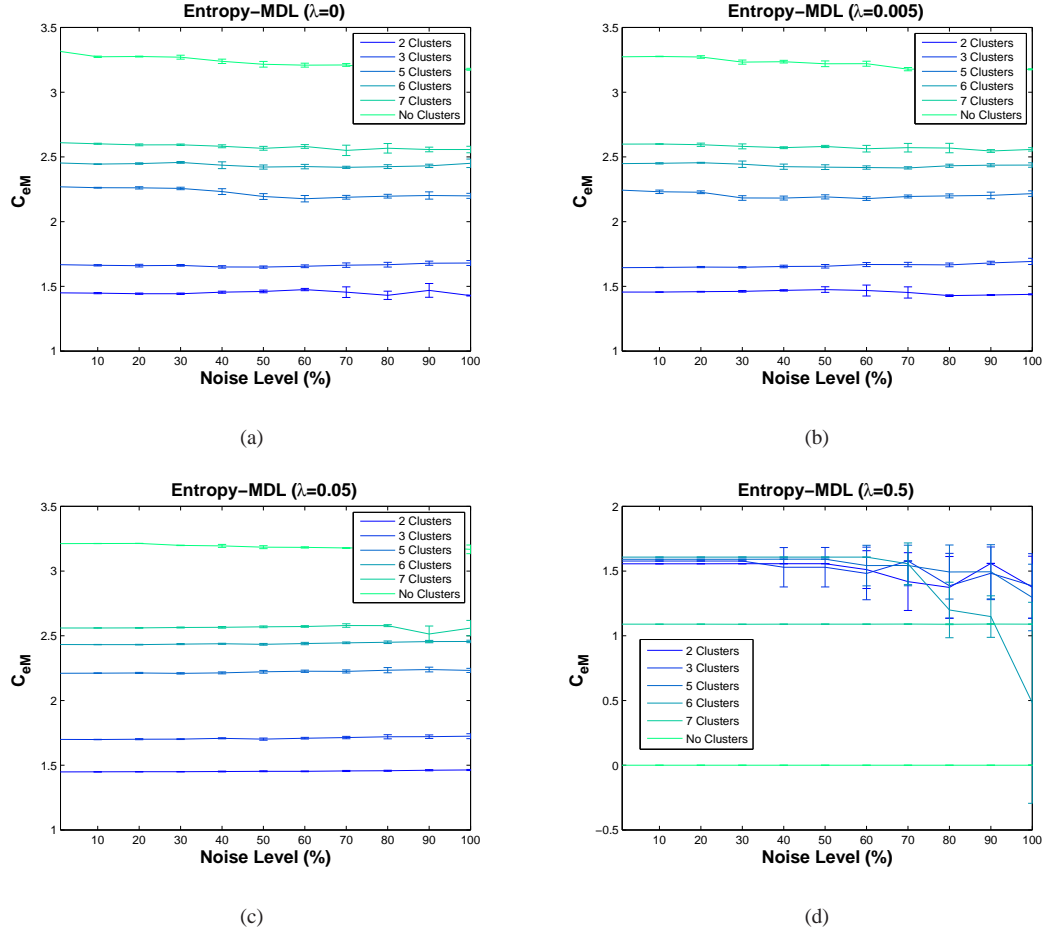 Entropy−MDL (λ=0)
3.5
3
2.5
2
1.5
1
C_eM
2 Clusters
3 Clusters
5 Clusters
6 Clusters
7 Clusters
No Clusters
10 20 30 40 50 60 70 80 90 100
Noise Level (%)
(a)
Entropy−MDL (λ=0.005)
3.5
3
2.5
2
1.5
1
C_eM
2 Clusters
3 Clusters
5 Clusters
6 Clusters
7 Clusters
No Clusters
10 20 30 40 50 60 70 80 90 100
Noise Level (%)
(b)
Entropy−MDL (λ=0.05)
3.5
3
2.5
2
1.5
1
C_eM
2 Clusters
3 Clusters
5 Clusters
6 Clusters
7 Clusters
No Clusters
10 20 30 40 50 60 70 80 90 100
Noise Level (%)
(c)
Entropy−MDL (λ=0.5)
2
1.5
1
0.5
0
−0.5
C_eM
2 Clusters
3 Clusters
5 Clusters
6 Clusters
7 Clusters
No Clusters
10 20 30 40 50 60 70 80 90 100
Noise Level (%)
(d)